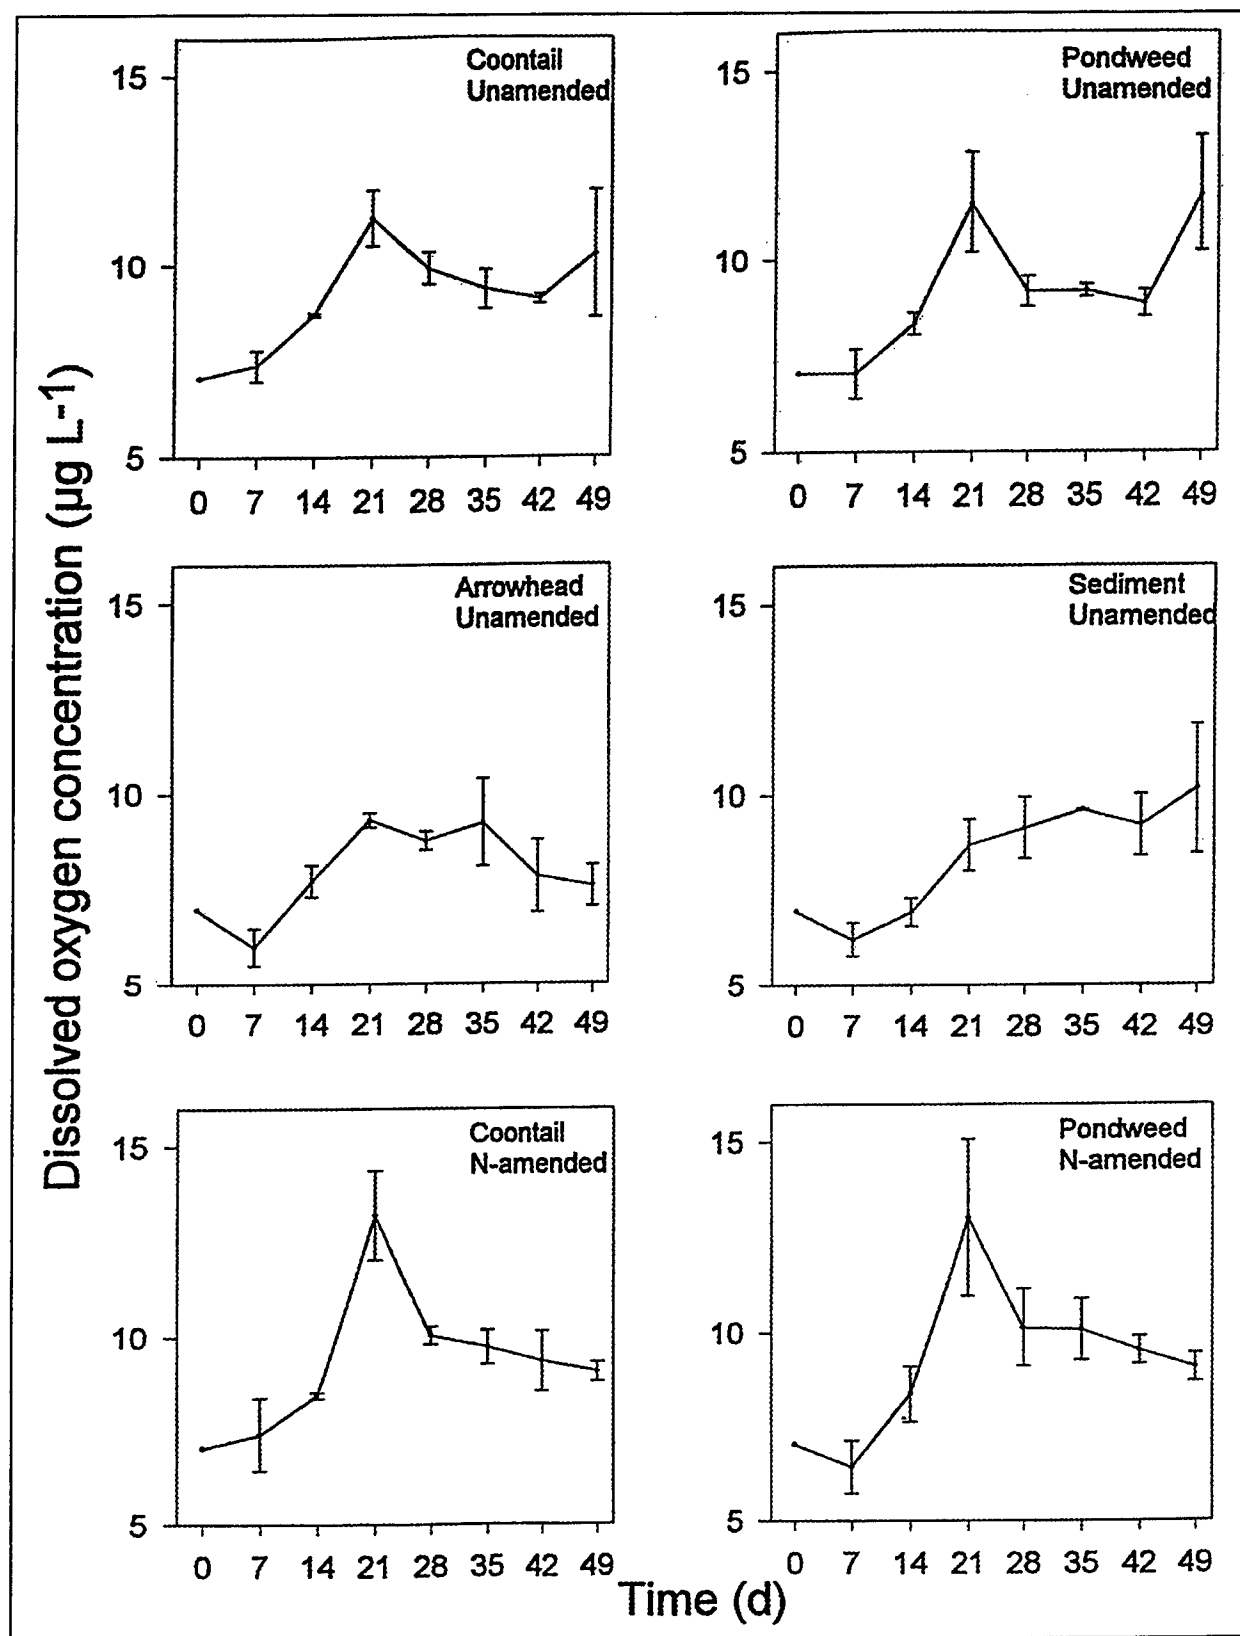 Dissolved oxygen concentration (µg L-1)
Coontail
Unamended
15
10
5
0 7 14 21 28 35 42 49
Pondweed
Unamended
15
10
5
0 7 14 21 28 35 42 49
Arrowhead
Unamended
15
10
5
0 7 14 21 28 35 42 49
Sediment
Unamended
15
10
5
0 7 14 21 28 35 42 49
Coontail
N-amended
15
10
5
0 7 14 21 28 35 42 49
Pondweed
N-amended
15
10
5
0 7 14 21 28 35 42 49
Time (d)